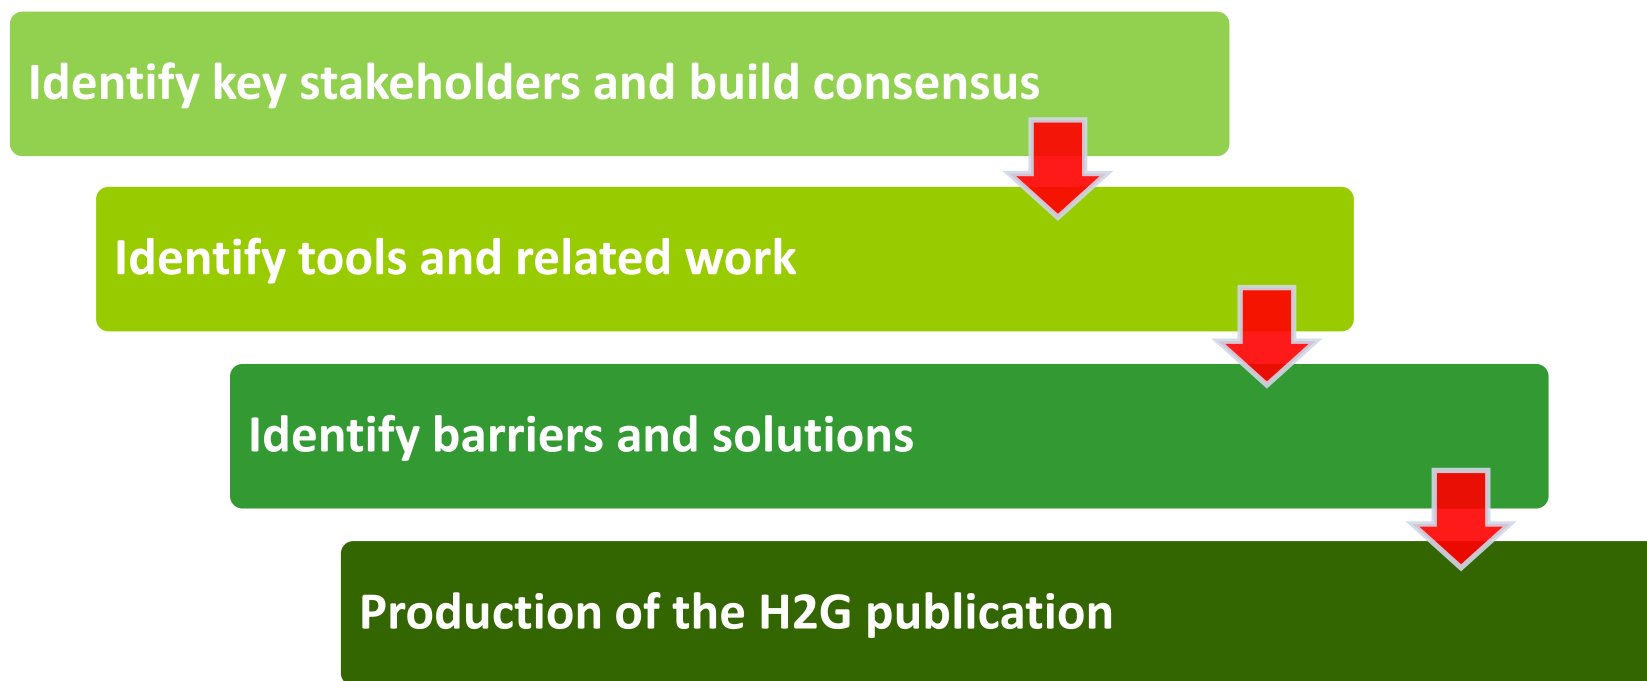 Identify key stakeholders and build consensus
Identify tools and related work
Identify barriers and solutions
Production of the H2G publication